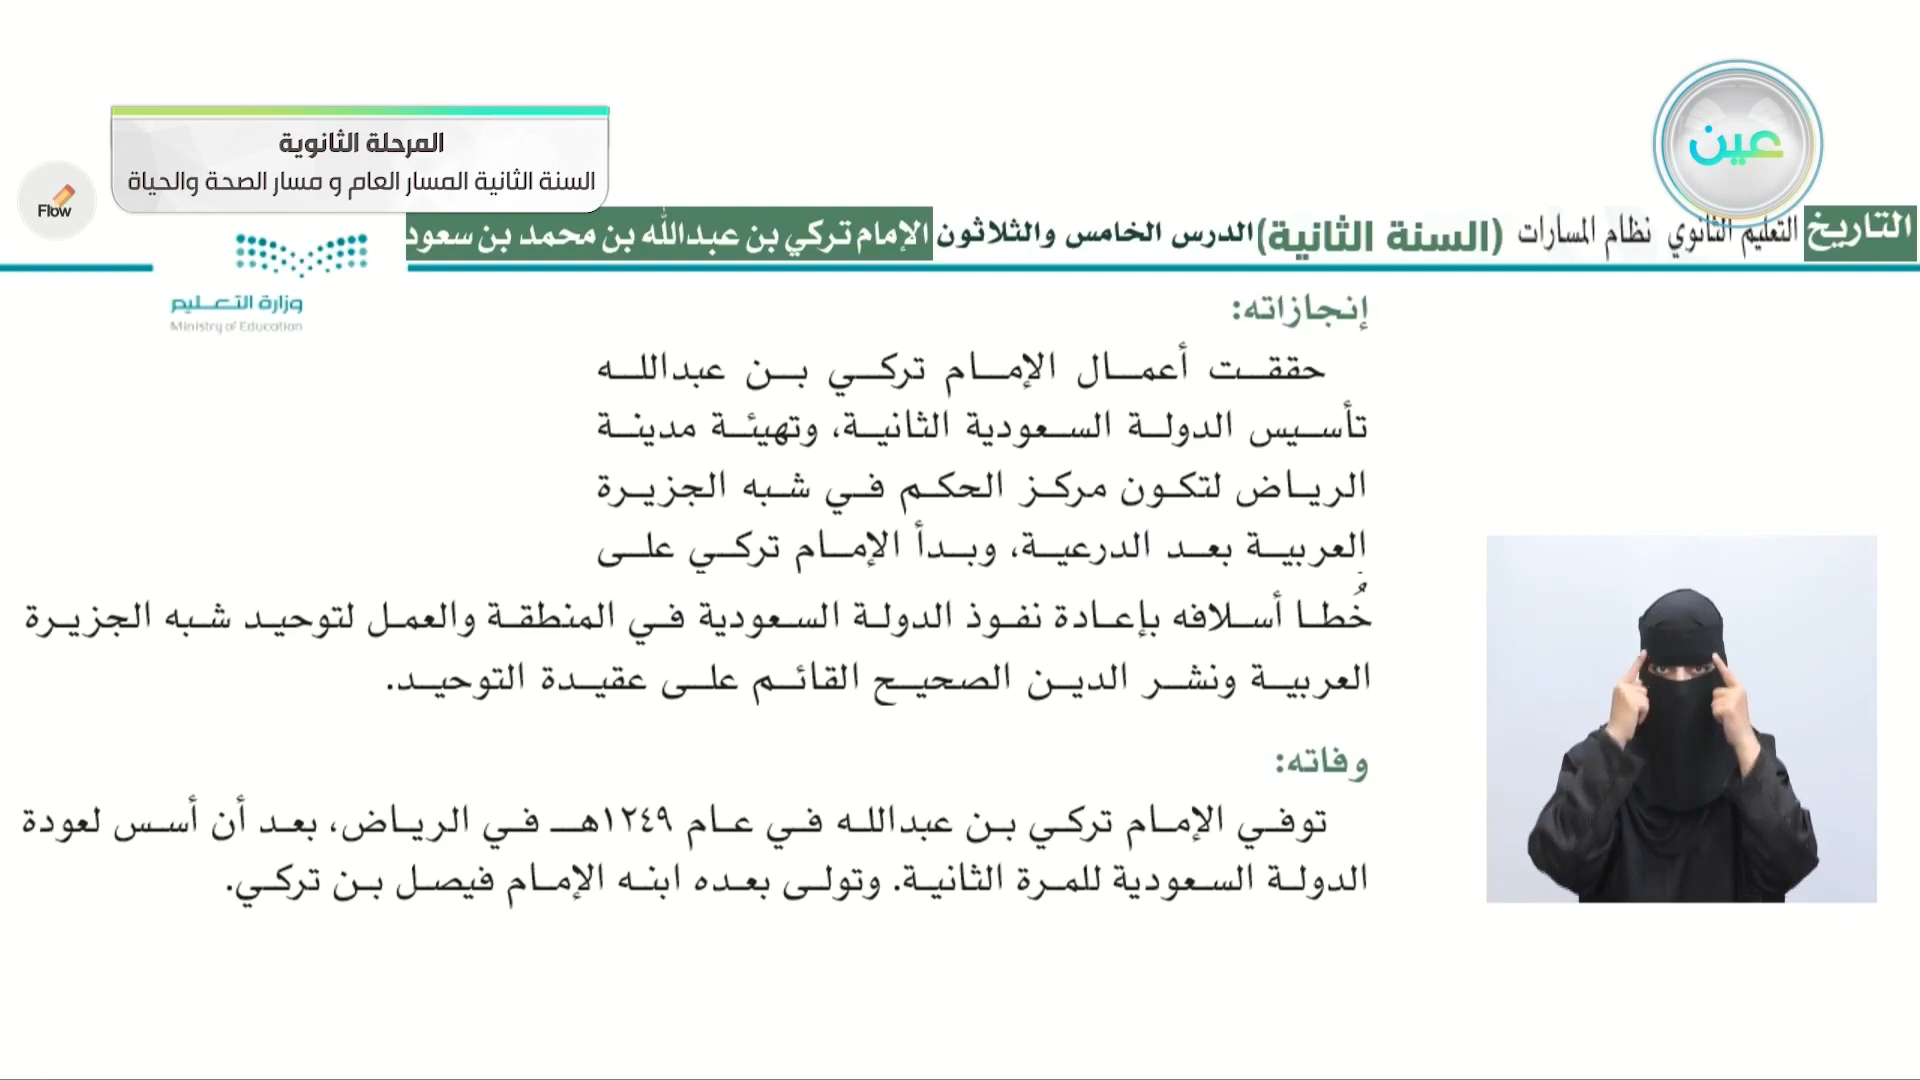 عين
المرحلة الثانوية
السنة الثانية المسار العام و مسار الصحة والحياة
Flow
التاريخ التعليم الثانوي نظام المسارات (السنة الثانية) الدرس الخامس والثلاثون الإمام تركي بن عبدالله بن محمد بن سعود
وزارة التعليم
Ministry of Education
إنجازاته:
حققت أعمال الإمام تركي بن عبدالله
تأسيس الدولة السعودية الثانية، وتهيئة مدينة
الرياض لتكون مركز الحكم في شبه الجزيرة
العربية بعد الدرعية، وبدأ الإمام تركي على
خُطا أسلافه بإعادة نفوذ الدولة السعودية في المنطقة والعمل لتوحيد شبه الجزيرة
العربية ونشر الدين الصحيح القائم على عقيدة التوحيد.
وفاته:
توفي الإمام تركي بن عبدالله في عام ١٢٤٩هـ في الرياض، بعد أن أسس لعودة
الدولة السعودية للمرة الثانية. وتولى بعده ابنه الإمام فيصل بن تركي.